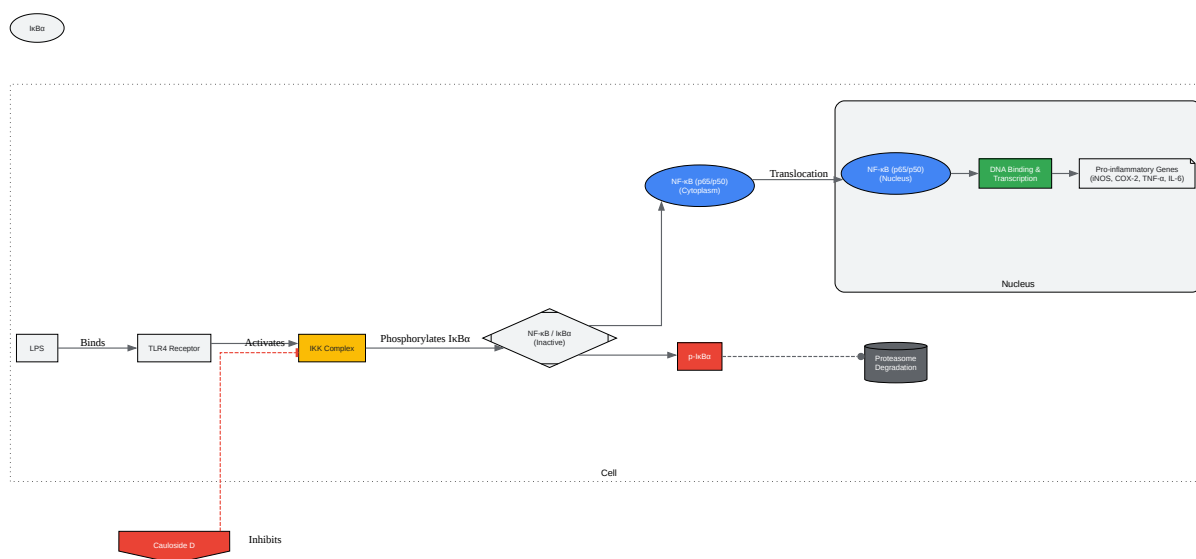 IκBα
NF-κB (p65/p50)
(Nucleus)
DNA Binding &
Transcription
Pro-inflammatory Genes
(iNOS, COX-2, TNF-α, IL-6)
NF-κB (p65/p50)
(Cytoplasm)
Translocation
Nucleus
LPS
Binds
TLR4 Receptor
Activates
IKK Complex
Phosphorylates IκBα
NF-κB / IκBα
(Inactive)
p-IκBα
Proteasome
Degradation
Cell
Cauloside D
Inhibits